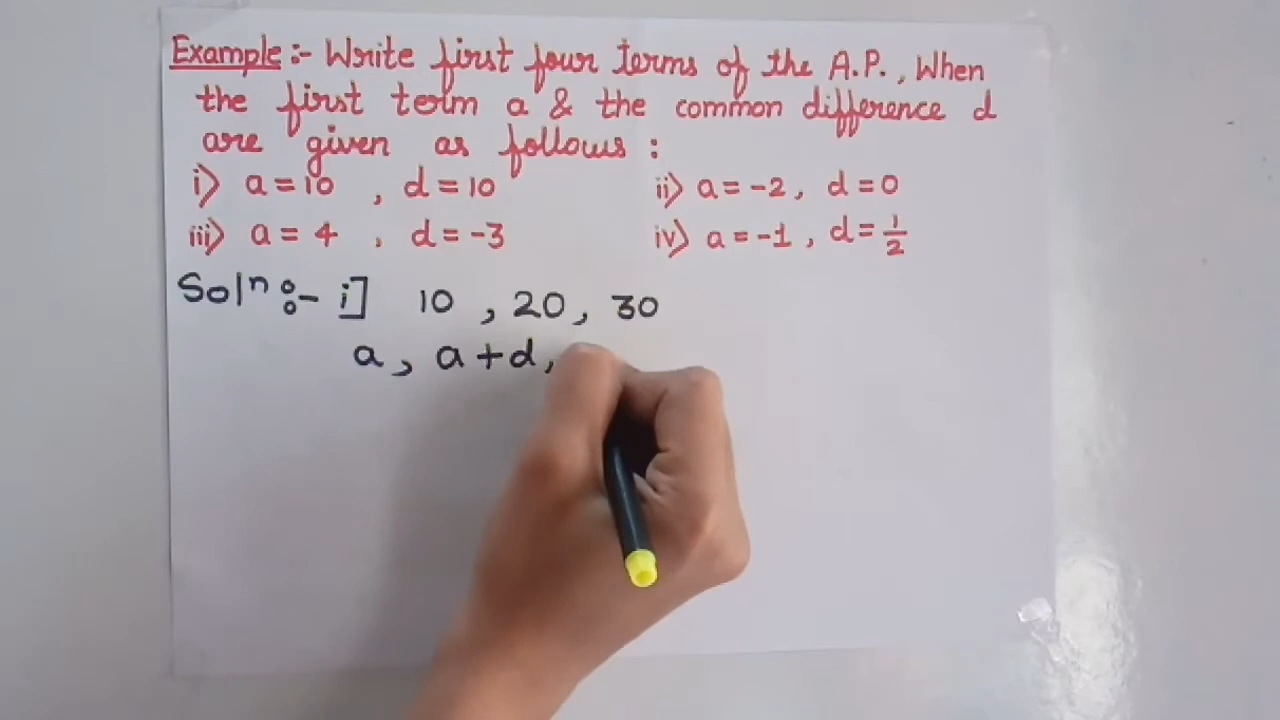 Example :- Write first four terms of the A.P., When
the first term a & the common difference d
are given as follows :
i) a = 10 , d = 10 ii) a = -2, d = 0
iii) a = 4 , d = -3 iv) a = -1 , d = 1/2
Solⁿ :- i] 10 , 20, 30
a, a + d,